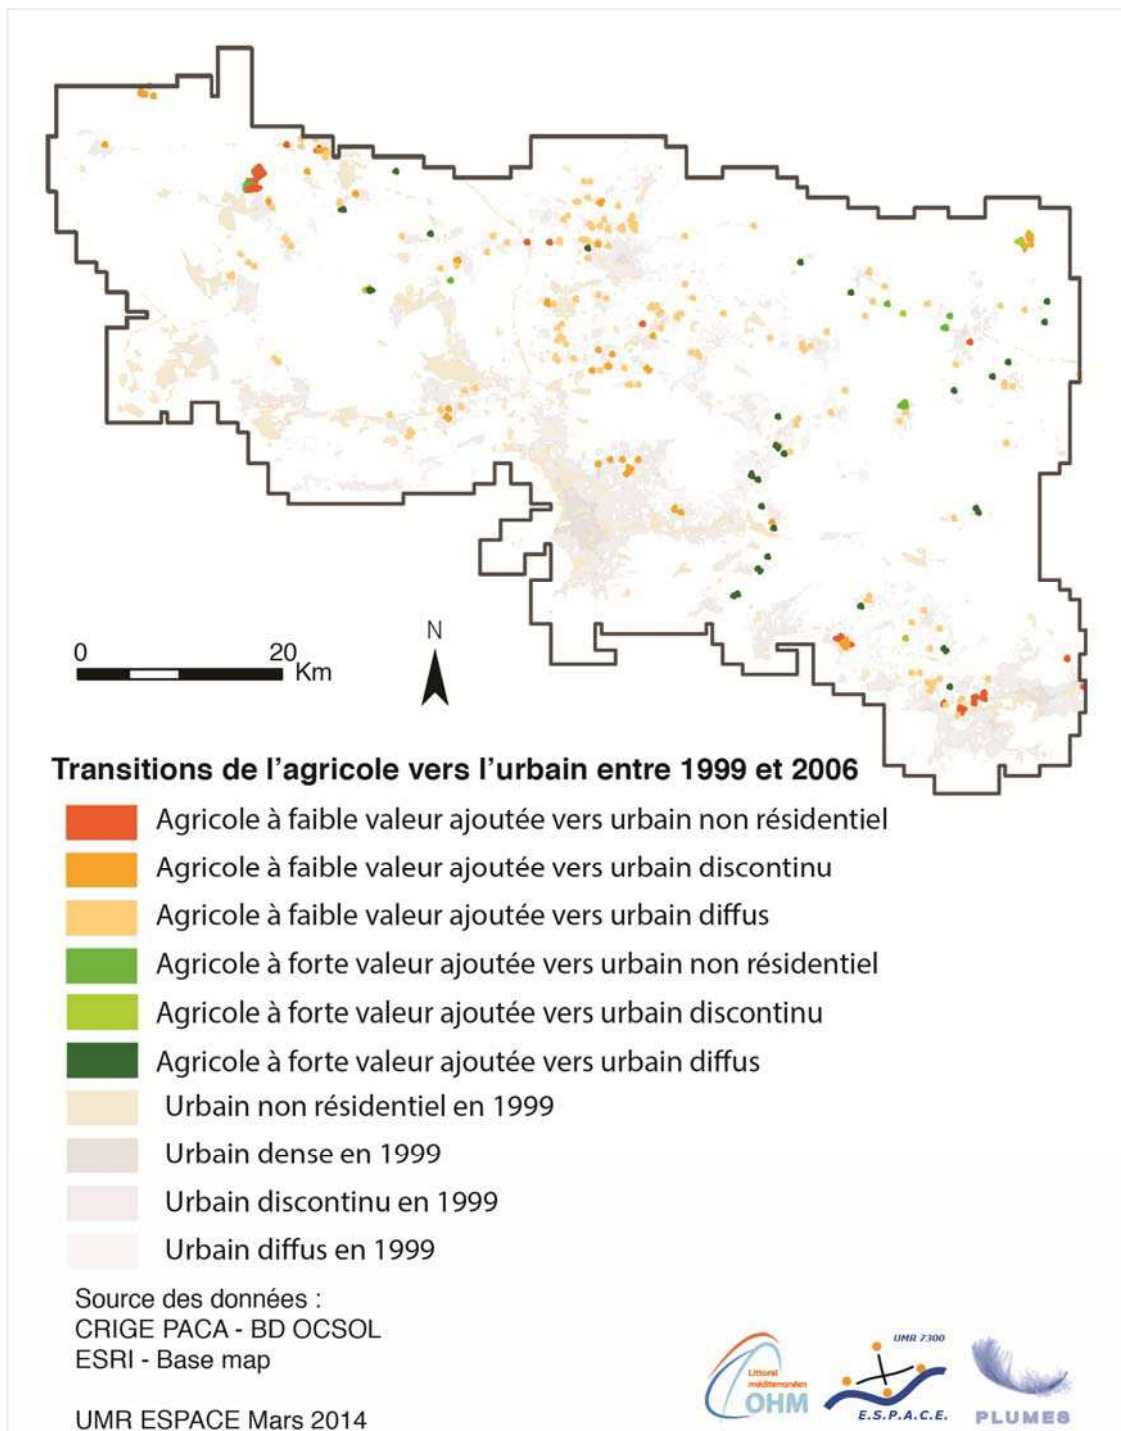 0 20
Km
N
Transitions de l'agricole vers l'urbain entre 1999 et 2006
Agricole à faible valeur ajoutée vers urbain non résidentiel
Agricole à faible valeur ajoutée vers urbain discontinu
Agricole à faible valeur ajoutée vers urbain diffus
Agricole à forte valeur ajoutée vers urbain non résidentiel
Agricole à forte valeur ajoutée vers urbain discontinu
Agricole à forte valeur ajoutée vers urbain diffus
Urbain non résidentiel en 1999
Urbain dense en 1999
Urbain discontinu en 1999
Urbain diffus en 1999
Source des données :
CRIGE PACA - BD OCSOL
ESRI - Base map
UMR ESPACE Mars 2014
Littoral
méditerranéen
OHM
UMR 7300
E.S.P.A.C.E.
PLUMES